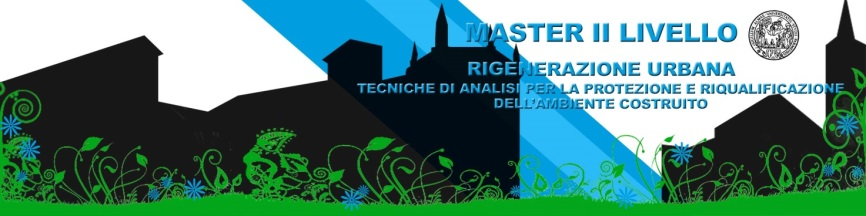 MASTER II LIVELLO
RIGENERAZIONE URBANA
TECNICHE DI ANALISI PER LA PROTEZIONE E RIQUALIFICAZIONE
DELL'AMBIENTE COSTRUITO